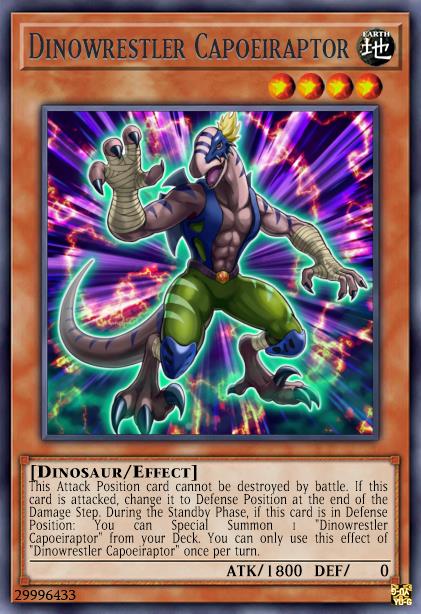 Dinowrestler Capoeiraptor
EARTH
地
[Dinosaur/Effect]
This Attack Position card cannot be destroyed by battle. If this
card is attacked, change it to Defense Position at the end of the
Damage Step. During the Standby Phase, if this card is in Defense
Position: You can Special Summon 1 "Dinowrestler
Capoeiraptor" from your Deck. You can only use this effect of
"Dinowrestler Capoeiraptor" once per turn.
ATK/1800 DEF/ 0
29996433